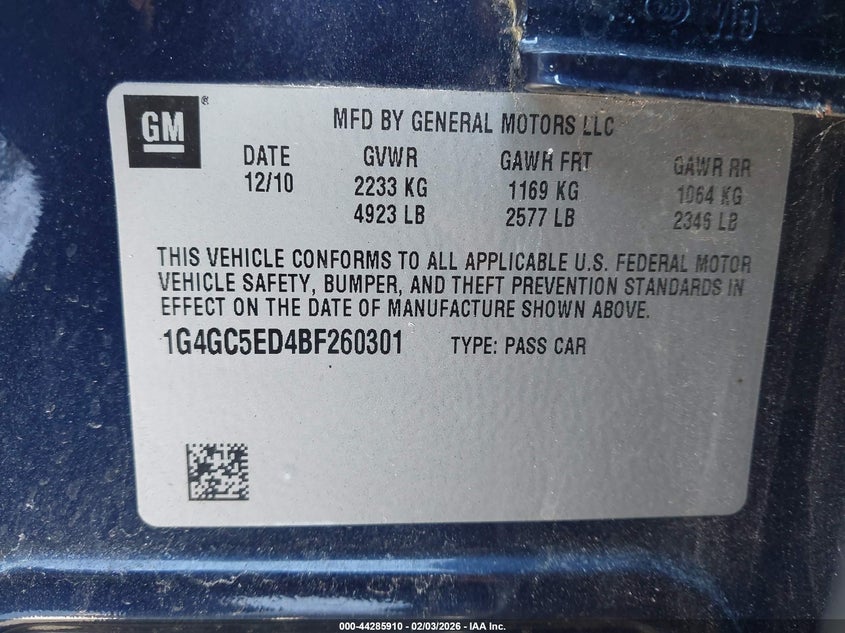 GM®
MFD BY GENERAL MOTORS LLC
DATE GVWR GAWR FRT GAWR RR
12/10 2233 KG 1169 KG 1064 KG
4923 LB 2577 LB 2346 LB
THIS VEHICLE CONFORMS TO ALL APPLICABLE U.S. FEDERAL MOTOR
VEHICLE SAFETY, BUMPER, AND THEFT PREVENTION STANDARDS IN
EFFECT ON THE DATE OF MANUFACTURE SHOWN ABOVE.
1G4GC5ED4BF260301 TYPE: PASS CAR
000-44285910 - 02/03/2026 - IAA Inc.